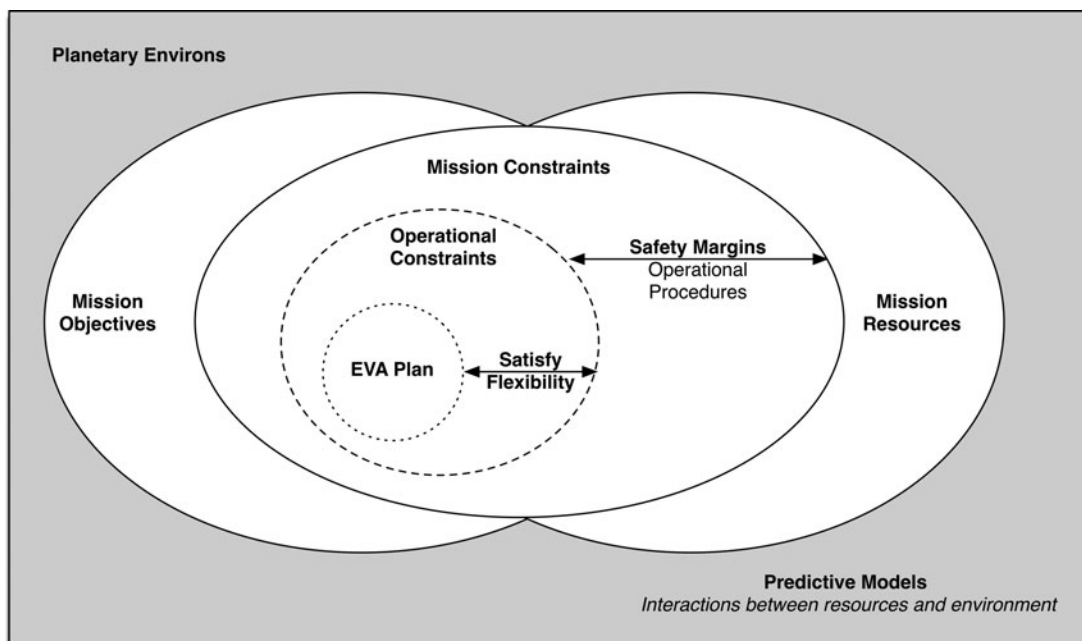 Planetary Environs
Mission Constraints
Operational
Constraints
Safety Margins
Operational
Procedures
Mission
Objectives
Mission
Resources
EVA Plan
Satisfy
Flexibility
Predictive Models
Interactions between resources and environment